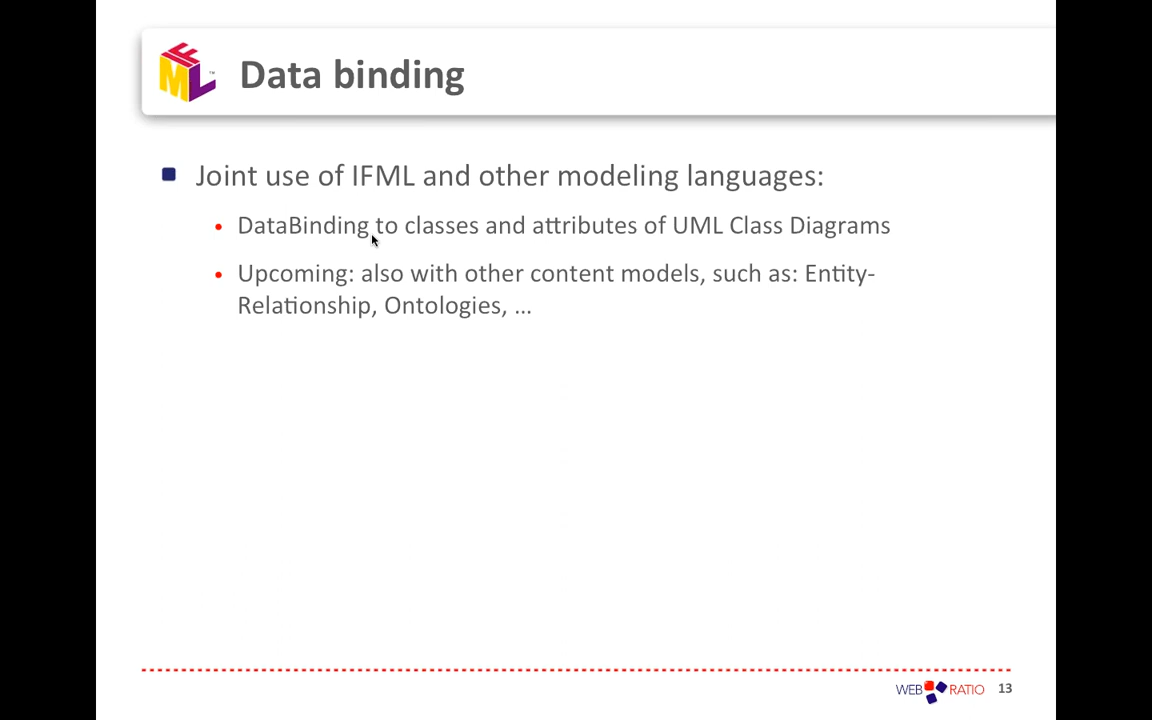 IFML™
Data binding
Joint use of IFML and other modeling languages:
DataBinding to classes and attributes of UML Class Diagrams
Upcoming: also with other content models, such as: Entity-
Relationship, Ontologies, ...
WEB RATIO 13